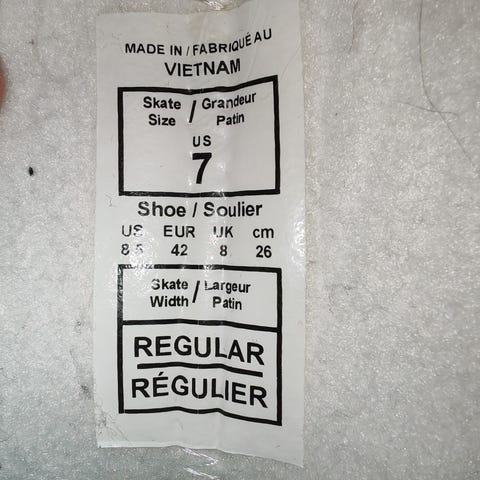 MADE IN / FABRIQUÉ AU
VIETNAM
Skate / Grandeur
Size Patin
US
7
Shoe / Soulier
US EUR UK cm
8.5 42 8 26
Skate / Largeur
Width Patin
REGULAR
RÉGULIER